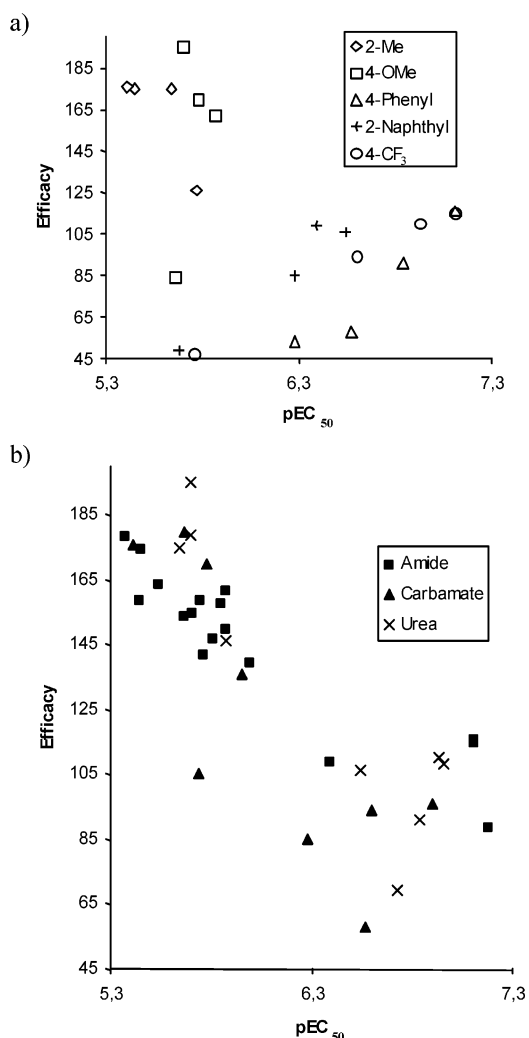 a)
185
165
145
125
105
85
65
45
Efficacy
2-Me
4-OMe
4-Phenyl
2-Naphthyl
4-CF₃
5,3
6,3
7,3
pEC₅₀
b)
185
165
145
125
105
85
65
45
Efficacy
Amide
Carbamate
Urea
5,3
6,3
7,3
pEC₅₀